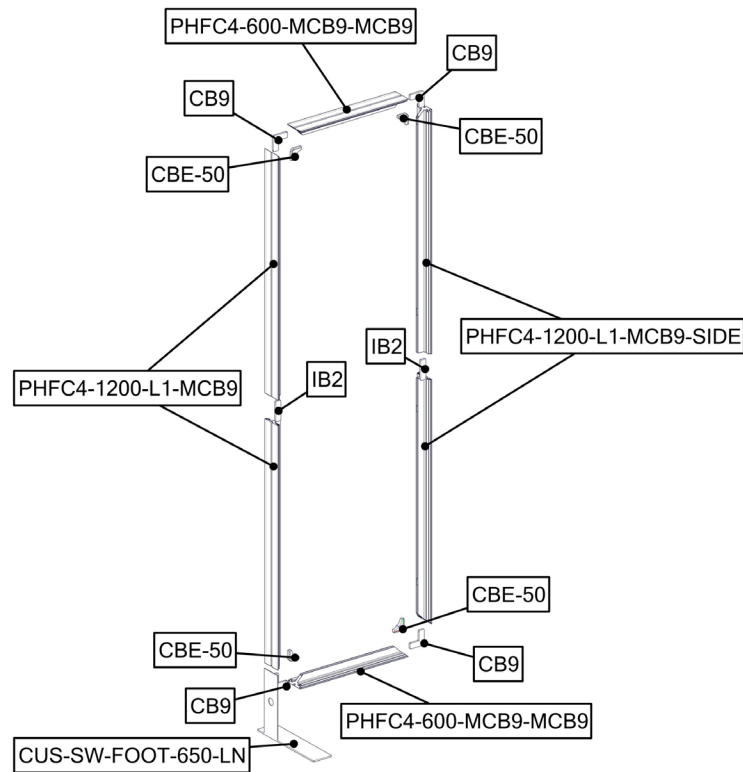 PHFC4-600-MCB9-MCB9
CB9
CB9
CBE-50
CBE-50
PHFC4-1200-L1-MCB9-SIDE
IB2
PHFC4-1200-L1-MCB9
IB2
CBE-50
CBE-50
CB9
CB9
PHFC4-600-MCB9-MCB9
CUS-SW-FOOT-650-LN